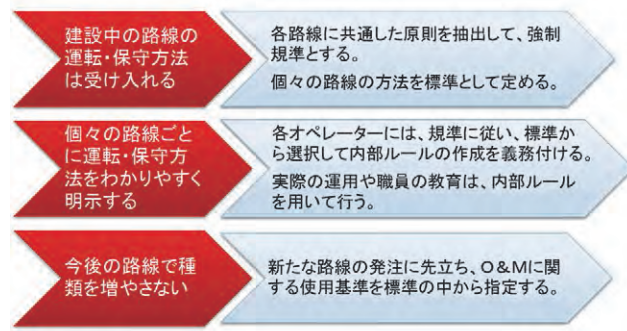 建設中の路線の
運転・保守方法
は受け入れる
各路線に共通した原則を抽出して、強制
規準とする。
個々の路線の方法を標準として定める。
個々の路線ごと
に運転・保守方
法をわかりやすく
明示する
各オペレーターには、規準に従い、標準か
ら選択して内部ルールの作成を義務付ける。
実際の運用や職員の教育は、内部ルール
を用いて行う。
今後の路線で種
類を増やさない
新たな路線の発注に先立ち、O&Mに関
する使用基準を標準の中から指定する。